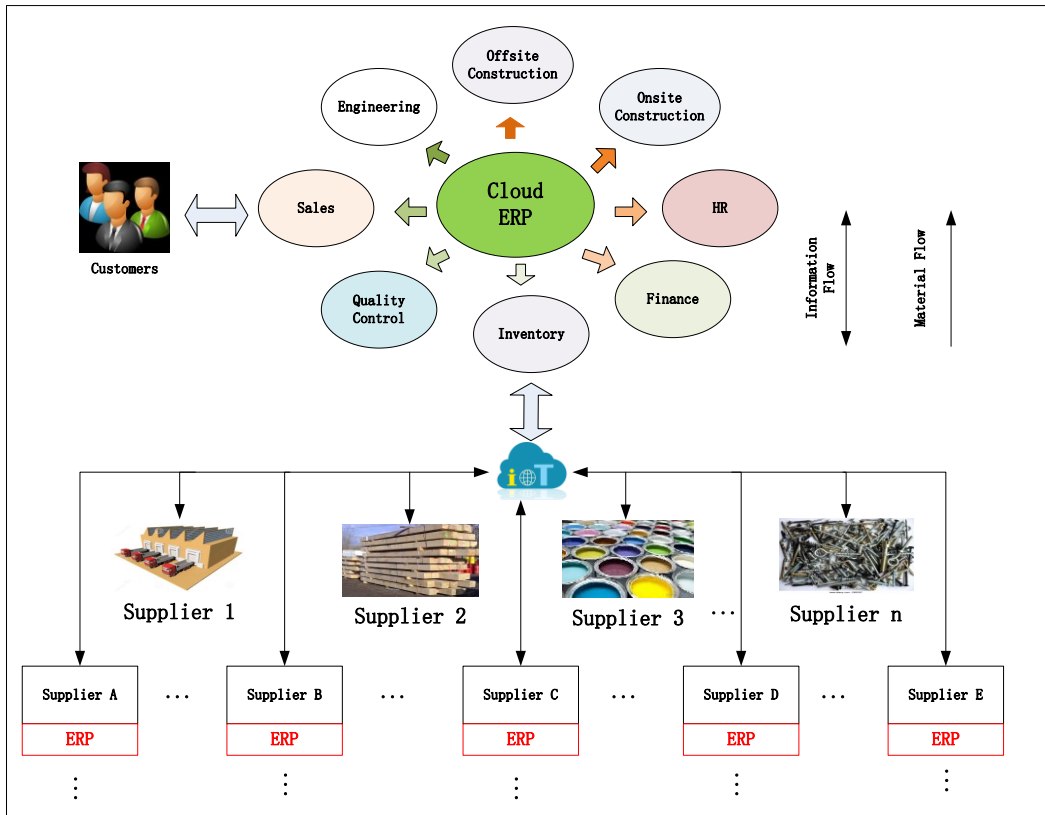 Offsite
Construction
Engineering
Onsite
Construction
Cloud
ERP
Sales
HR
Customers
Quality
Control
Inventory
Finance
Information
Flow
Material Flow
iOT
Supplier 1
Supplier 2
Supplier 3
...
Supplier n
Supplier A
...
Supplier B
...
Supplier C
...
Supplier D
...
Supplier E
ERP
ERP
ERP
ERP
ERP